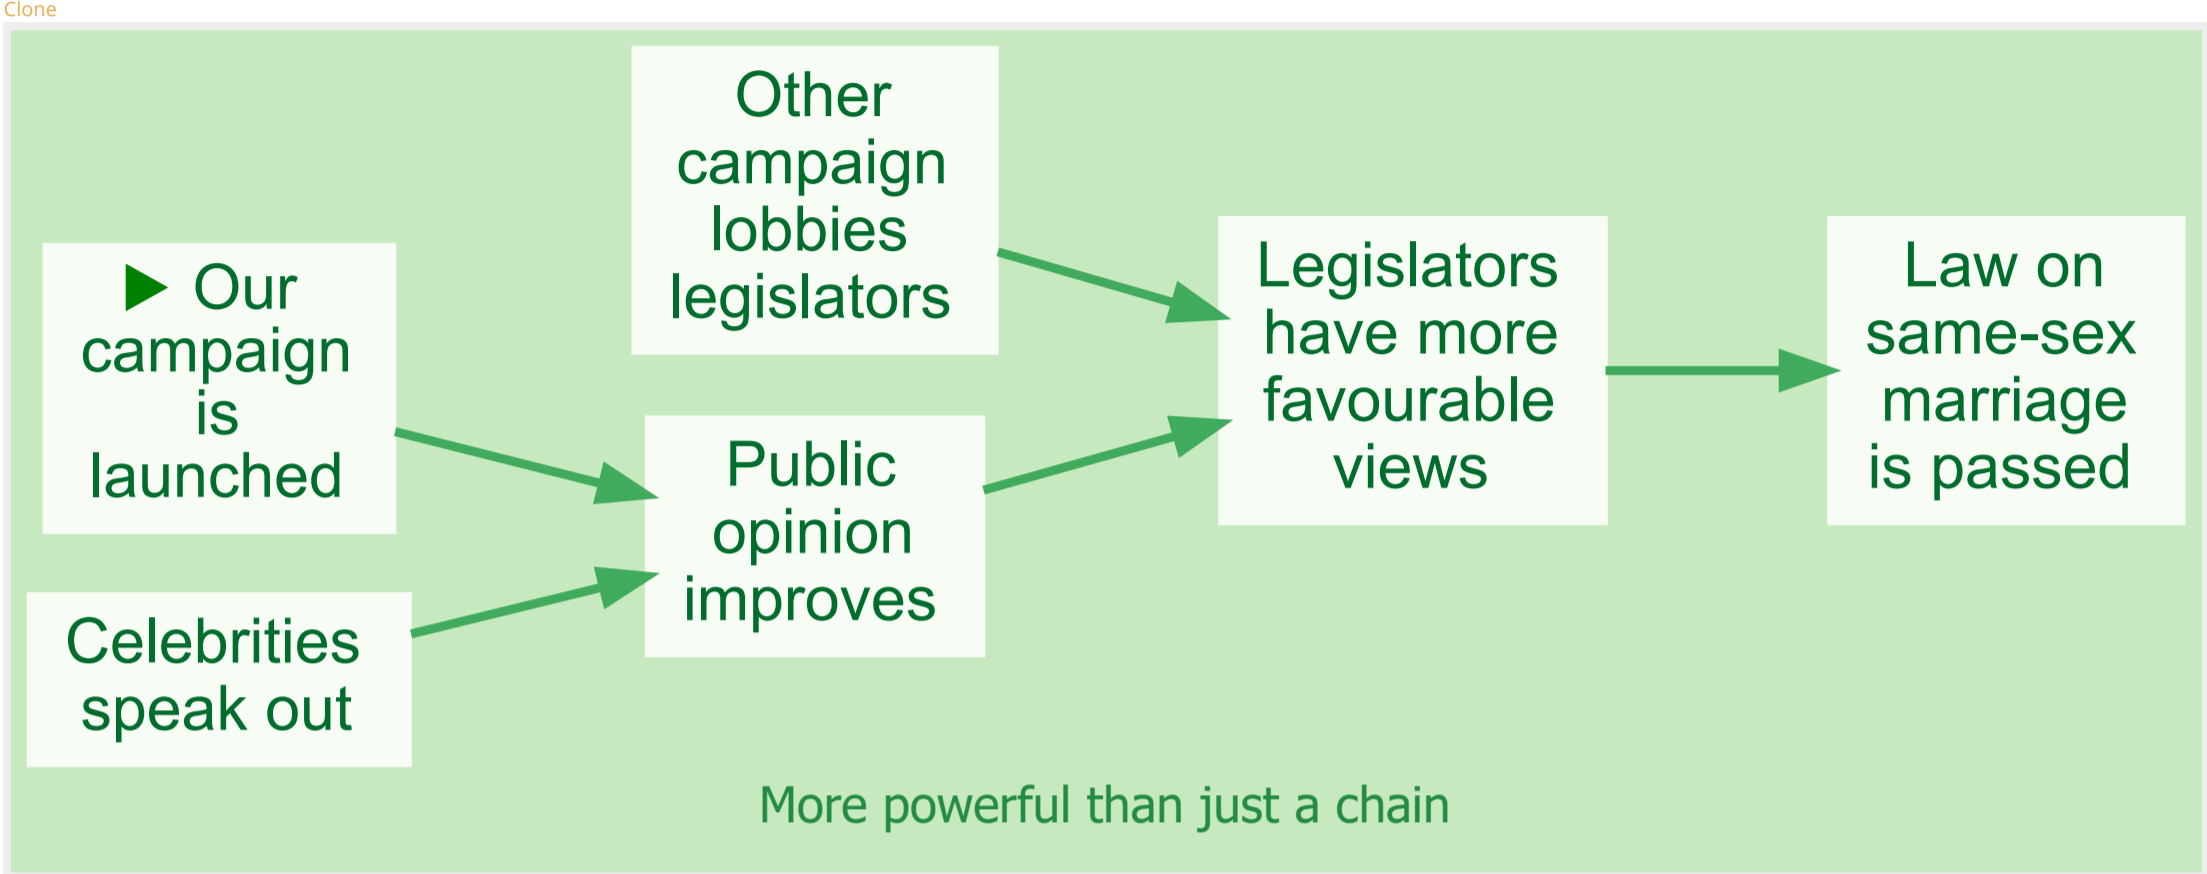 Clone
Other
campaign
lobbies
legislators
▶ Our
campaign
is
launched
Legislators
have more
favourable
views
Law on
same-sex
marriage
is passed
Public
opinion
improves
Celebrities
speak out
More powerful than just a chain